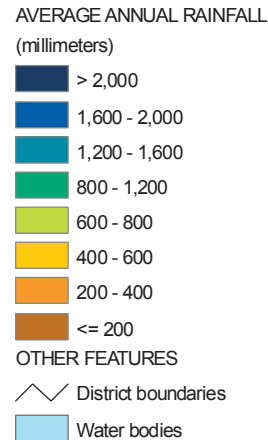 AVERAGE ANNUAL RAINFALL
(millimeters)
> 2,000
1,600 - 2,000
1,200 - 1,600
800 - 1,200
600 - 800
400 - 600
200 - 400
<= 200
OTHER FEATURES
District boundaries
Water bodies